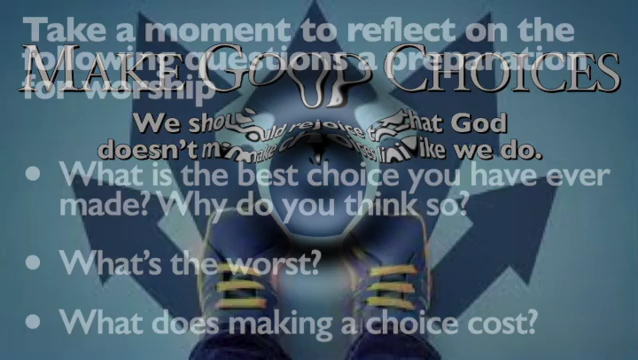 Take a moment to reflect on the
following questions a preparation
for worship
MAKE GOOD CHOICES
We should rejoice that God
doesn't make like we do.
What is the best choice you have ever
made? Why do you think so?
What's the worst?
What does making a choice cost?